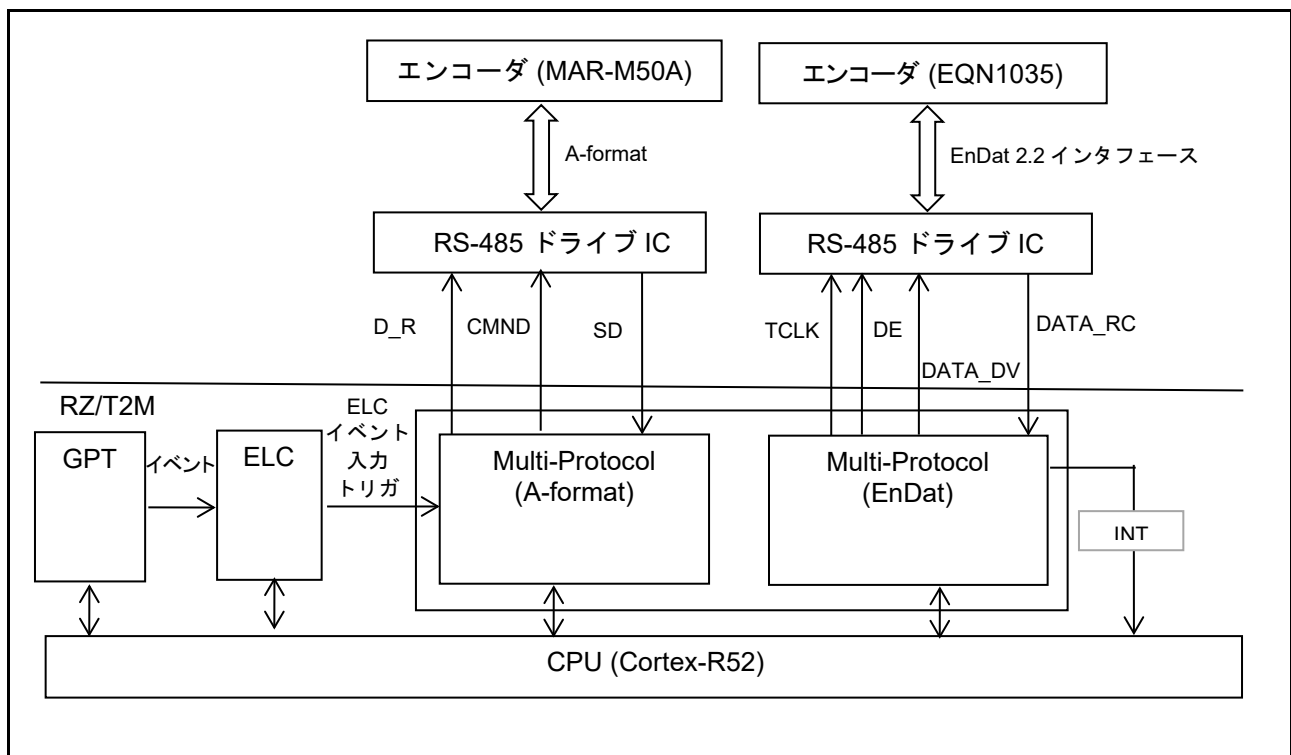 エンコーダ (MAR-M50A)
エンコーダ (EQN1035)
A-format
EnDat 2.2 インタフェース
RS-485 ドライブ IC
RS-485 ドライブ IC
D_R
CMND
SD
TCLK
DE
DATA_DV
DATA_RC
RZ/T2M
GPT
イベント
ELC
ELC
イベント
入力
トリガ
Multi-Protocol
(A-format)
Multi-Protocol
(EnDat)
INT
CPU (Cortex-R52)